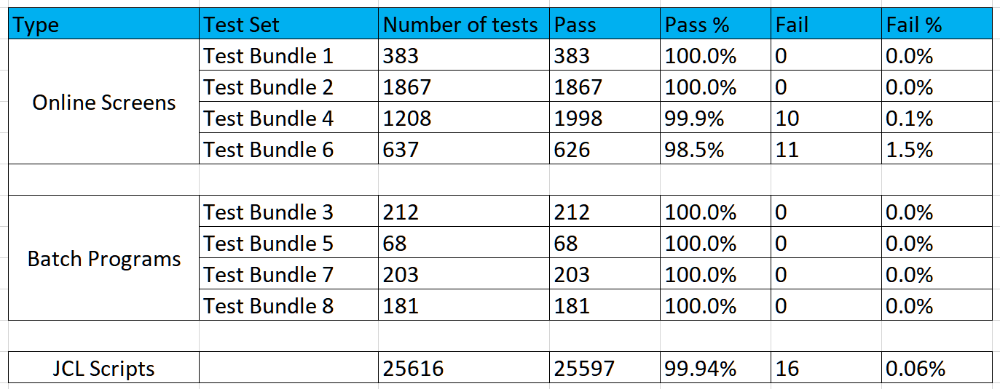 Type Test Set Number of tests Pass Pass % Fail Fail %
Online Screens
Test Bundle 1 383 383 100.0% 0 0.0%
Test Bundle 2 1867 1867 100.0% 0 0.0%
Test Bundle 4 1208 1998 99.9% 10 0.1%
Test Bundle 6 637 626 98.5% 11 1.5%
Batch Programs
Test Bundle 3 212 212 100.0% 0 0.0%
Test Bundle 5 68 68 100.0% 0 0.0%
Test Bundle 7 203 203 100.0% 0 0.0%
Test Bundle 8 181 181 100.0% 0 0.0%
JCL Scripts 25616 25597 99.94% 16 0.06%